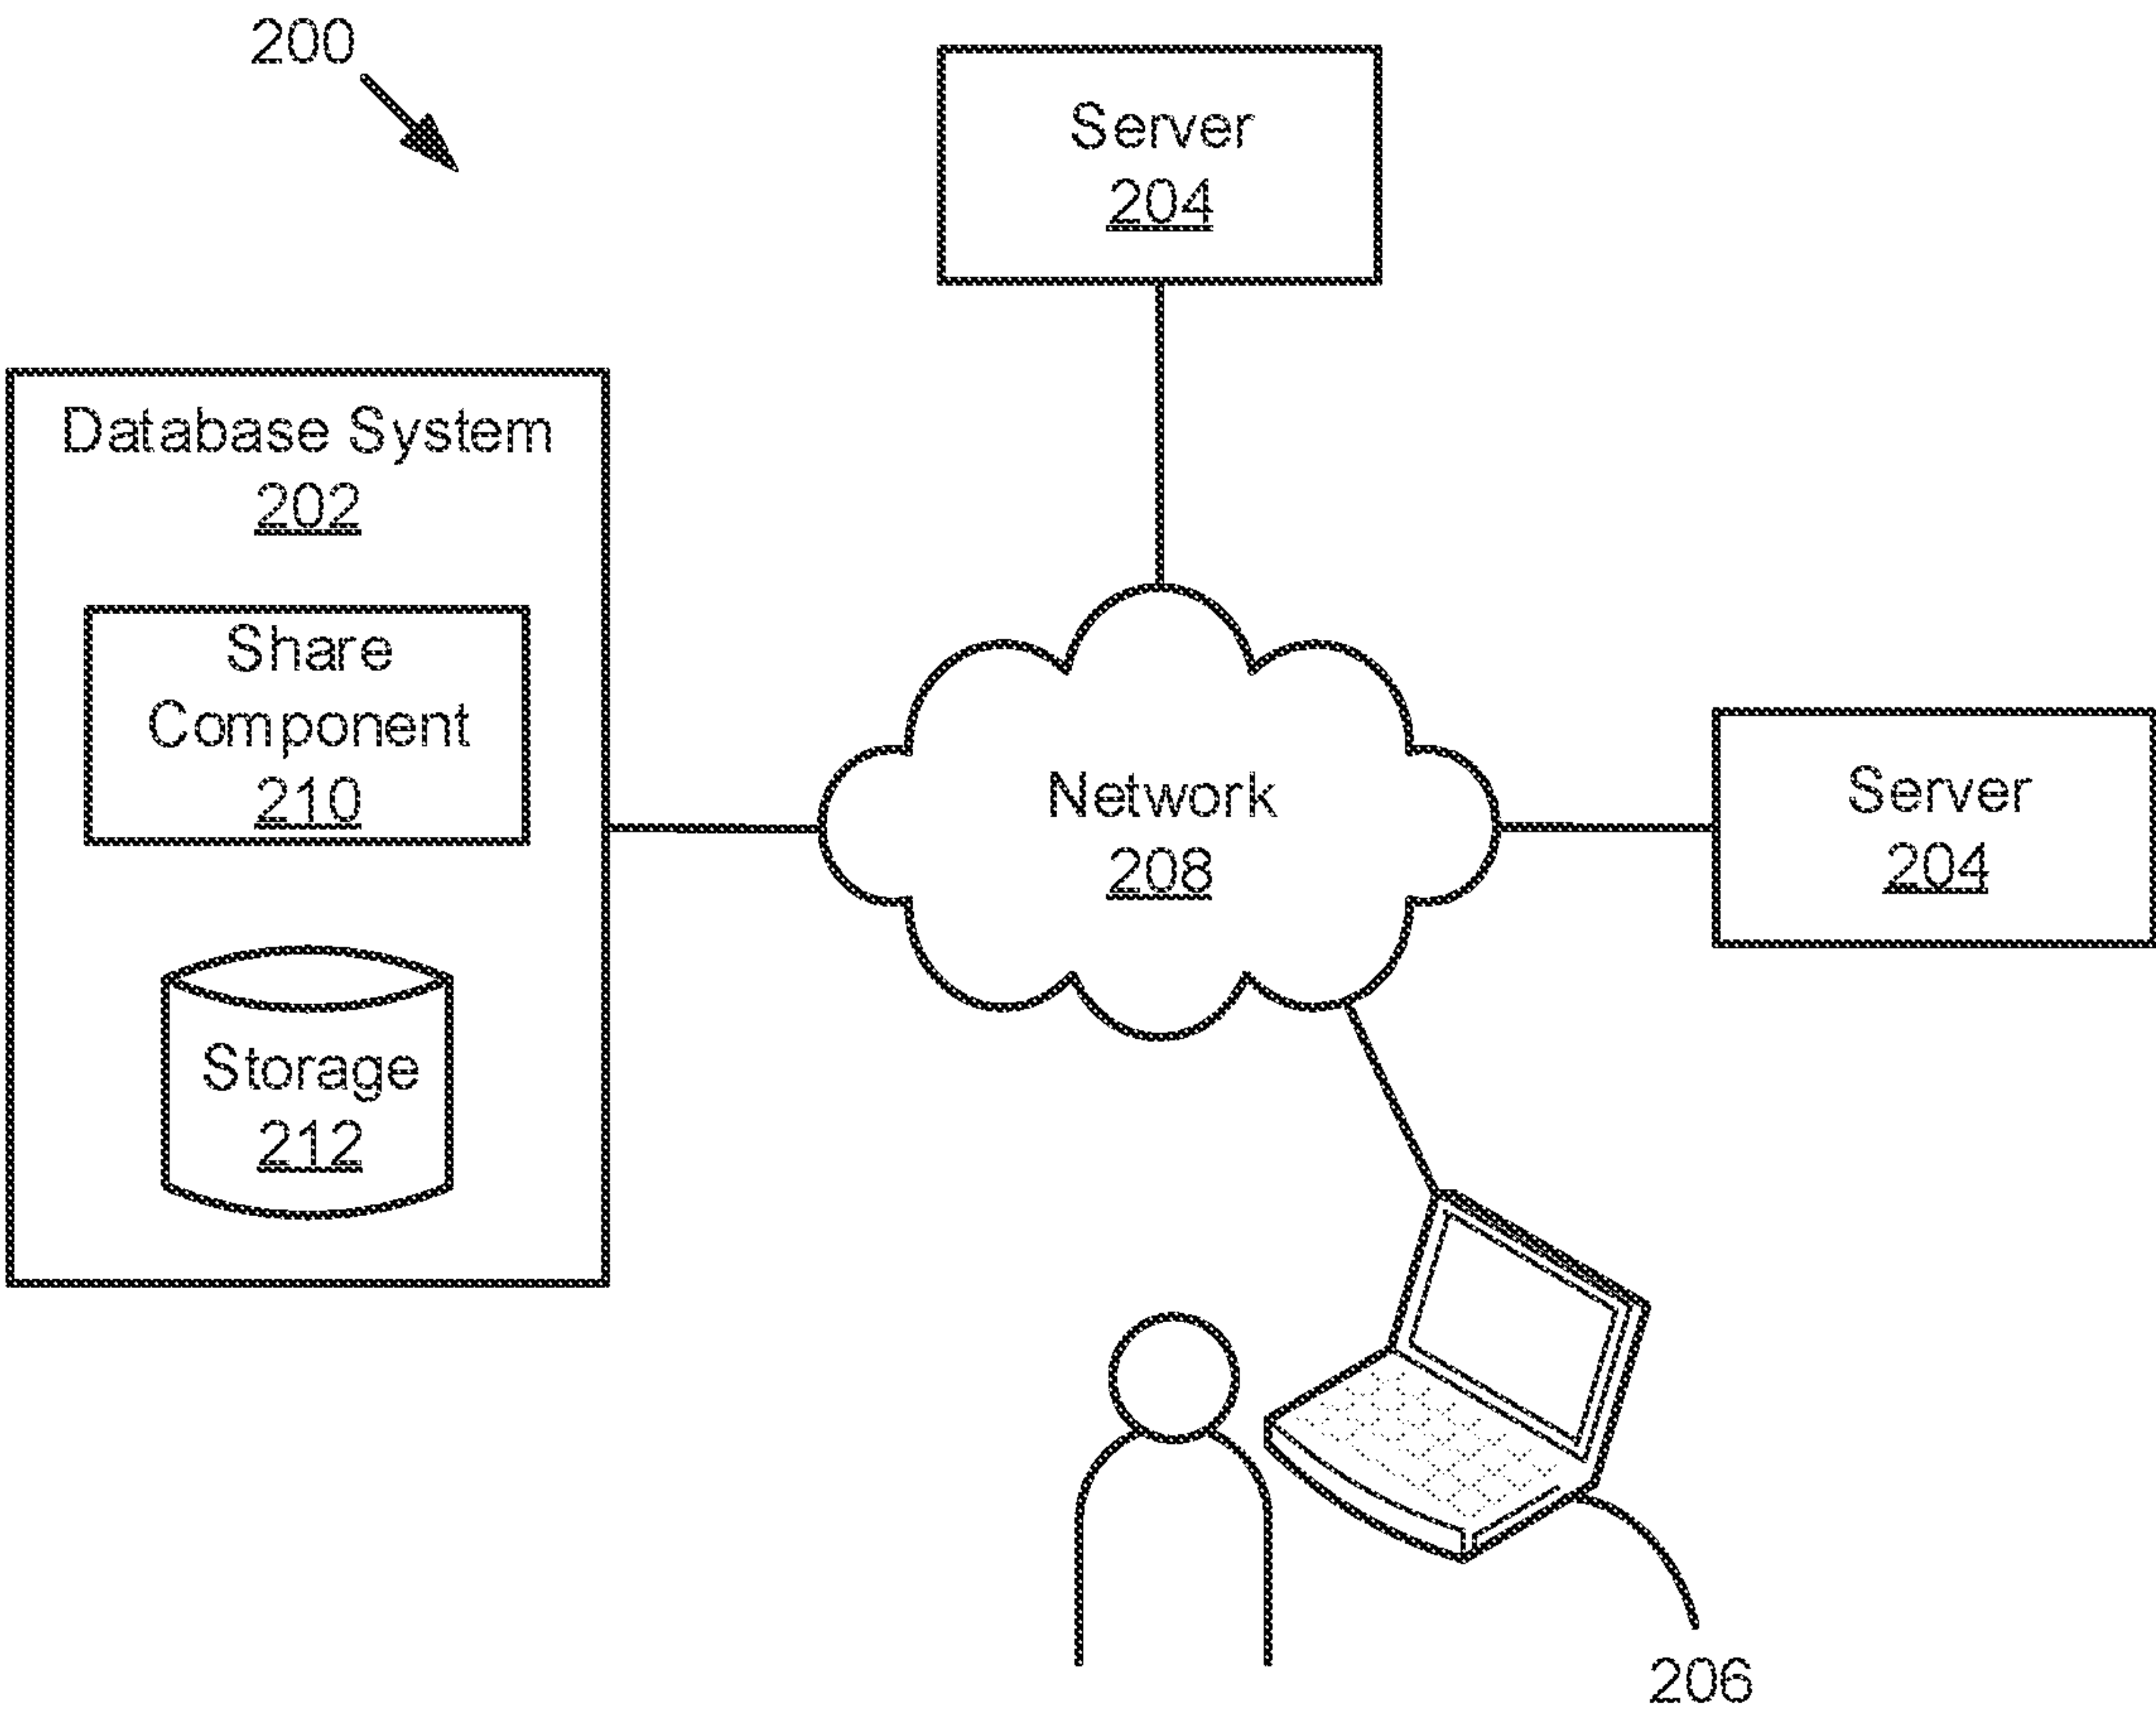 200
Server
204
Database System
202
Share
Component
210
Storage
212
Network
208
Server
204
206